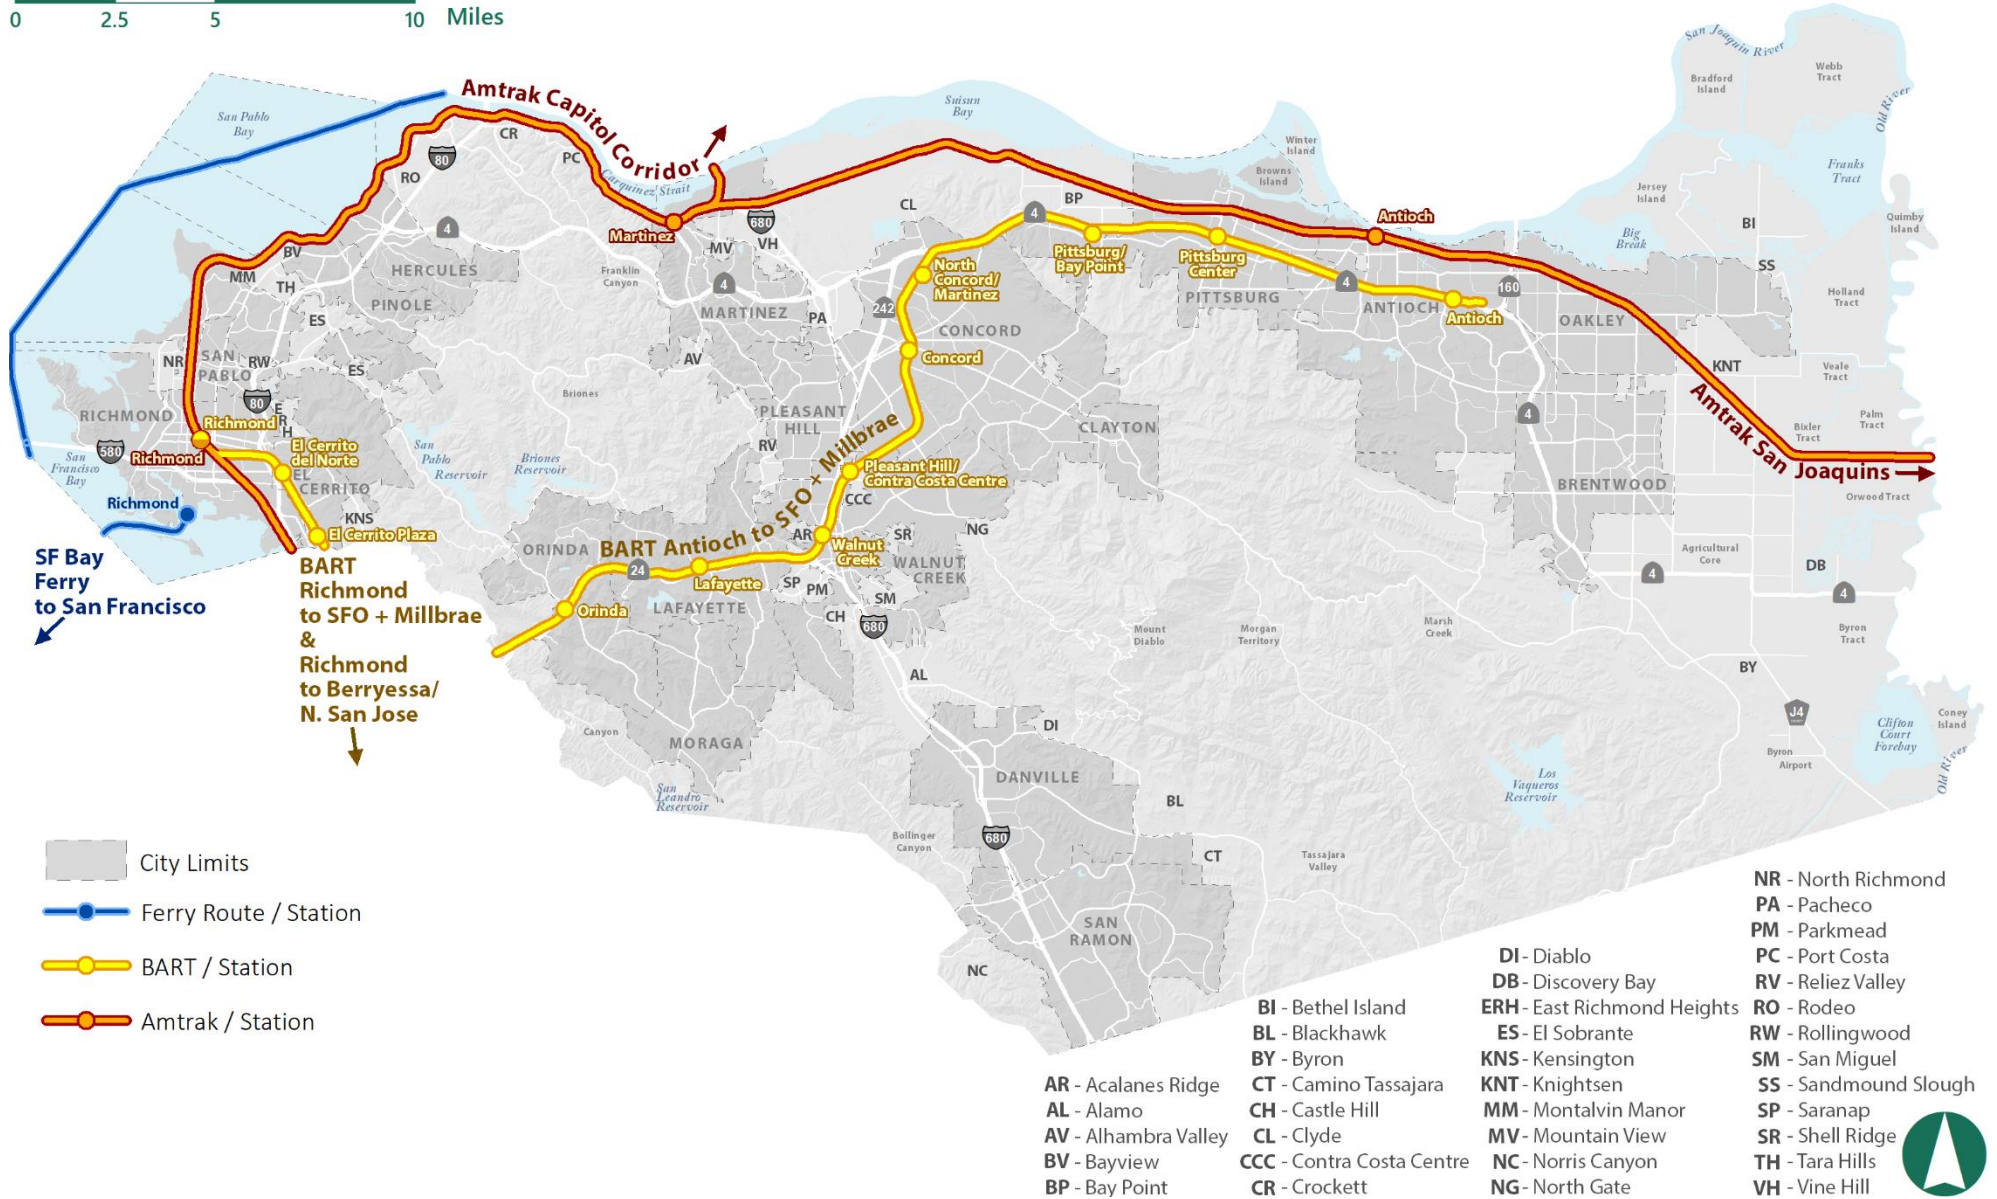 0 2.5 5 10 Miles
San Joaquin River
Webb
Tract
Bradford
Island
Old River
Amtrak Capitol Corridor
San Pablo
Bay
Suisun
Bay
CR
80
PC
RO
Carquinez Strait
Winter
Island
Browns
Island
Franks
Tract
Jersey
Island
BI
Quimby
Island
4
Martinez
MV
680
VH
CL
4
BP
Antioch
Big
Break
BV
MM
TH
HERCULES
PINOLE
Franklin
Canyon
4
MARTINEZ
PA
North
Concord/
Martinez
Pittsburg/
Bay Point
Pittsburg
Center
SS
Holland
Tract
ES
242
CONCORD
PITTSBURG
4
ANTIOCH
Antioch
160
OAKLEY
NR
SAN
PABLO
RW
ES
AV
Concord
KNT
Veale
Tract
Briones
RICHMOND
80
E
R
H
Richmond
PLEASANT
HILL
CLAYTON
4
Palm
Tract
Bixler
Tract
580
San
Francisco
Bay
Richmond
El Cerrito
del Norte
EL
CERRITO
San
Pablo
Reservoir
Briones
Reservoir
RV
Pleasant Hill/
Contra Costa Centre
Amtrak San
Joaquins
BRENTWOOD
Orwood Tract
Richmond
KNS
El Cerrito Plaza
CCC
BART Antioch to SFO + Millbrae
AR
SR
NG
ORINDA
Walnut
Creek
WALNUT
CREEK
24
Lafayette
SP
PM
SM
Agricultural
Core
DB
4
4
SF Bay
Ferry
to San Francisco
BART
Richmond
to SFO + Millbrae
&
Richmond
to Berryessa/
N. San Jose
Orinda
LAFAYETTE
CH
680
Mount
Diablo
Morgan
Territory
Marsh
Creek
Byron
Tract
AL
BY
Canyon
MORAGA
DI
J4
Clifton
Court
Forebay
Coney
Island
Byron
Airport
Old River
San
Leandro
Reservoir
DANVILLE
BL
Los
Vaqueros
Reservoir
680
Bollinger
Canyon
CT
Tassajara
Valley
SAN
RAMON
NC
City Limits
Ferry Route / Station
BART / Station
Amtrak / Station
AR - Acalanes Ridge
AL - Alamo
AV - Alhambra Valley
BV - Bayview
BP - Bay Point
BI - Bethel Island
BL - Blackhawk
BY - Byron
CT - Camino Tassajara
CH - Castle Hill
CL - Clyde
CCC - Contra Costa Centre
CR - Crockett
DI - Diablo
DB - Discovery Bay
ERH - East Richmond Heights
ES - El Sobrante
KNS - Kensington
KNT - Knightsen
MM - Montalvin Manor
MV - Mountain View
NC - Norris Canyon
NG - North Gate
NR - North Richmond
PA - Pacheco
PM - Parkmead
PC - Port Costa
RV - Reliez Valley
RO - Rodeo
RW - Rollingwood
SM - San Miguel
SS - Sandmound Slough
SP - Saranap
SR - Shell Ridge
TH - Tara Hills
VH - Vine Hill